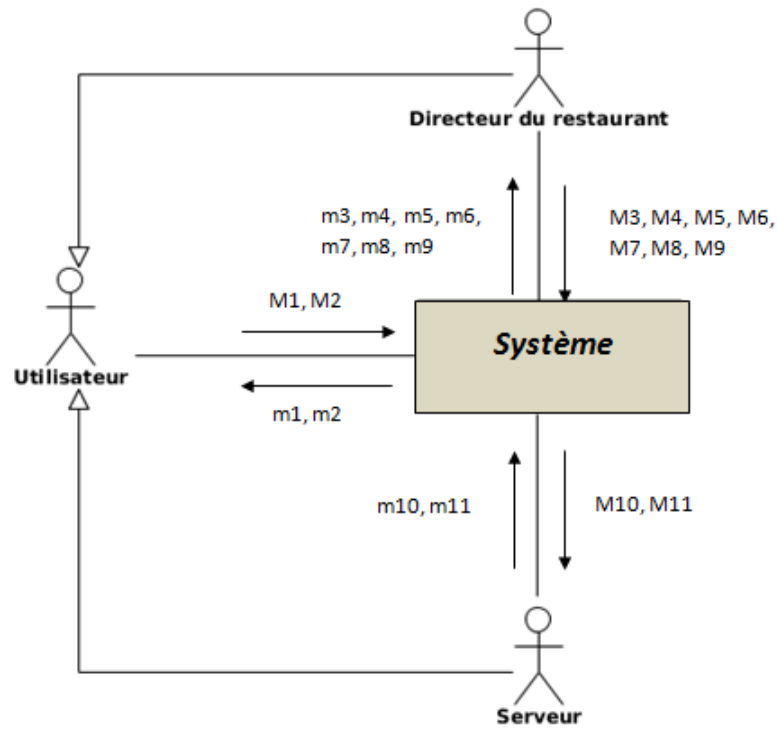 Directeur du restaurant
m3, m4, m5, m6,
m7, m8, m9
M3, M4, M5, M6,
M7, M8, M9
M1, M2
Système
Utilisateur
m1, m2
m10, m11
M10, M11
Serveur